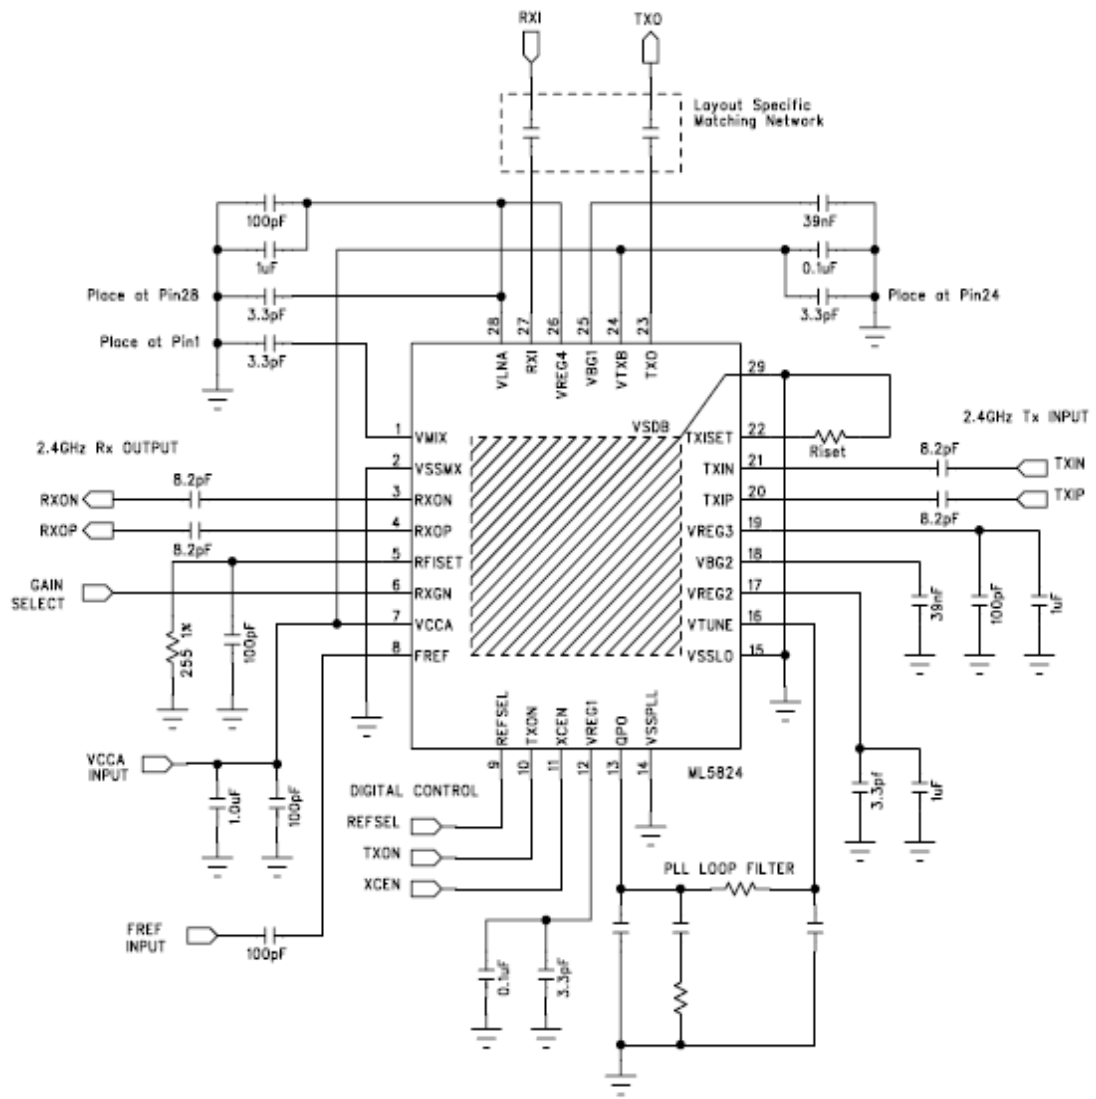 RXI
TXO
Layout Specific
Matching Network
100pF
39nF
1uF
0.1uF
Place at Pin28
3.3pF
3.3pF
Place at Pin24
Place at Pin1
3.3pF
28
27
26
25
24
23
VLNA
RXI
VREG4
VBG1
VTXB
TXO
29
VSDB
2.4GHz Rx OUTPUT
2.4GHz Tx INPUT
1
VMIX
TXISET
22
Riset
2
VSSMX
TXIN
21
8.2pF
TXIN
RXON
8.2pF
3
RXON
TXIP
20
8.2pF
TXIP
RXOP
8.2pF
4
RXOP
VREG3
19
5
RFISET
VBG2
18
GAIN
SELECT
6
RXGN
VREG2
17
39nF
100pF
1uF
7
VCCA
VTUNE
16
8
FREF
VSSLO
15
255 1%
100pF
REFSEL
TXON
XCEN
VREG1
QPO
VSSPLL
9
10
11
12
13
14
ML5824
VCCA
INPUT
1.0uF
100pF
3.3pf
1uF
DIGITAL CONTROL
REFSEL
TXON
XCEN
PLL LOOP FILTER
FREF
INPUT
100pF
0.1uF
3.3pF